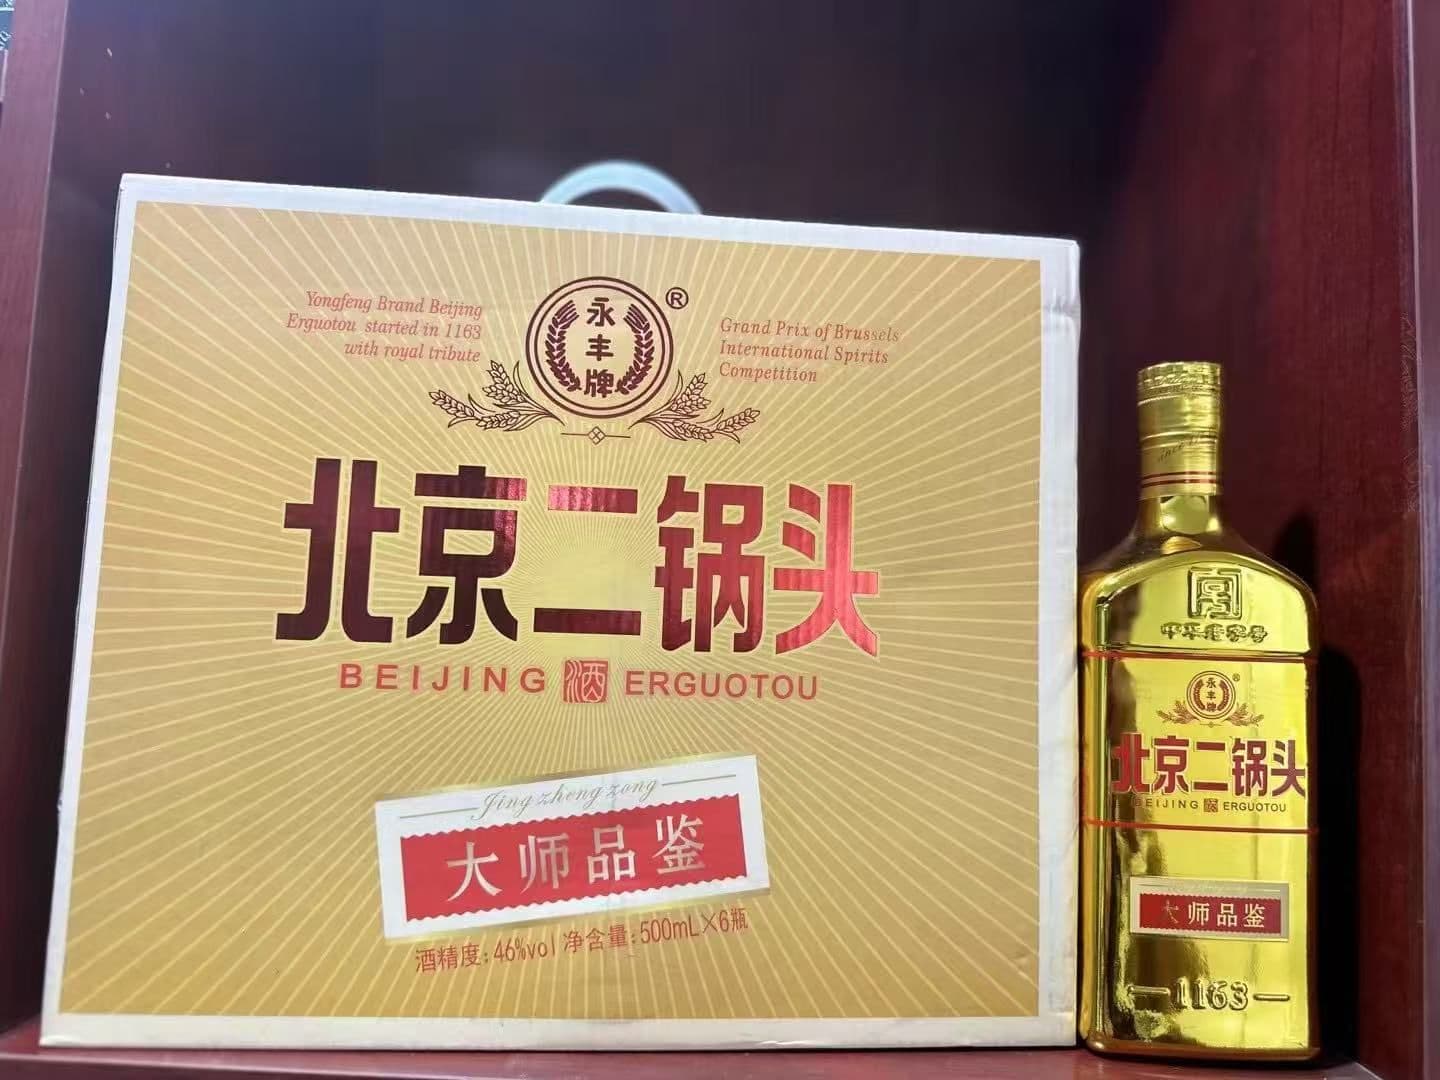 Yongfeng Brand Beijing
Erguotou started in 1163
with royal tribute
永
丰
牌
®
Grand Prix of Brussels
International Spirits
Competition
北京二锅头
BEIJING 酒 ERGUOTOU
Jing zheng zong
大师品鉴
酒精度:46%vol 净含量:500mL×6瓶
中华老字号
永
丰
牌
®
北京二锅头
BEIJING 酒 ERGUOTOU
大师品鉴
1163